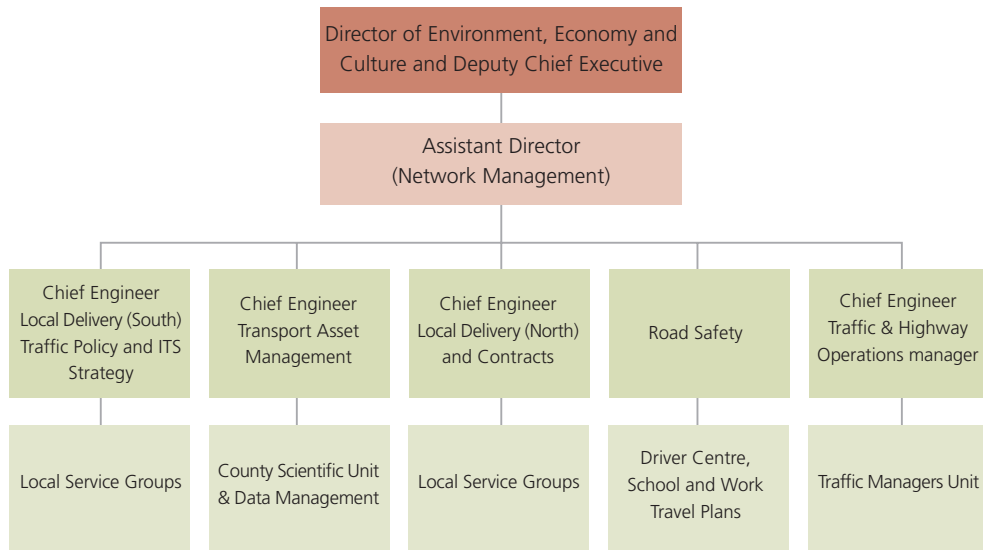 Director of Environment, Economy and
Culture and Deputy Chief Executive
Assistant Director
(Network Management)
Chief Engineer
Local Delivery (South)
Traffic Policy and ITS
Strategy
Chief Engineer
Transport Asset
Management
Chief Engineer
Local Delivery (North)
and Contracts
Road Safety
Chief Engineer
Traffic & Highway
Operations manager
Local Service Groups
County Scientific Unit
& Data Management
Local Service Groups
Driver Centre,
School and Work
Travel Plans
Traffic Managers Unit